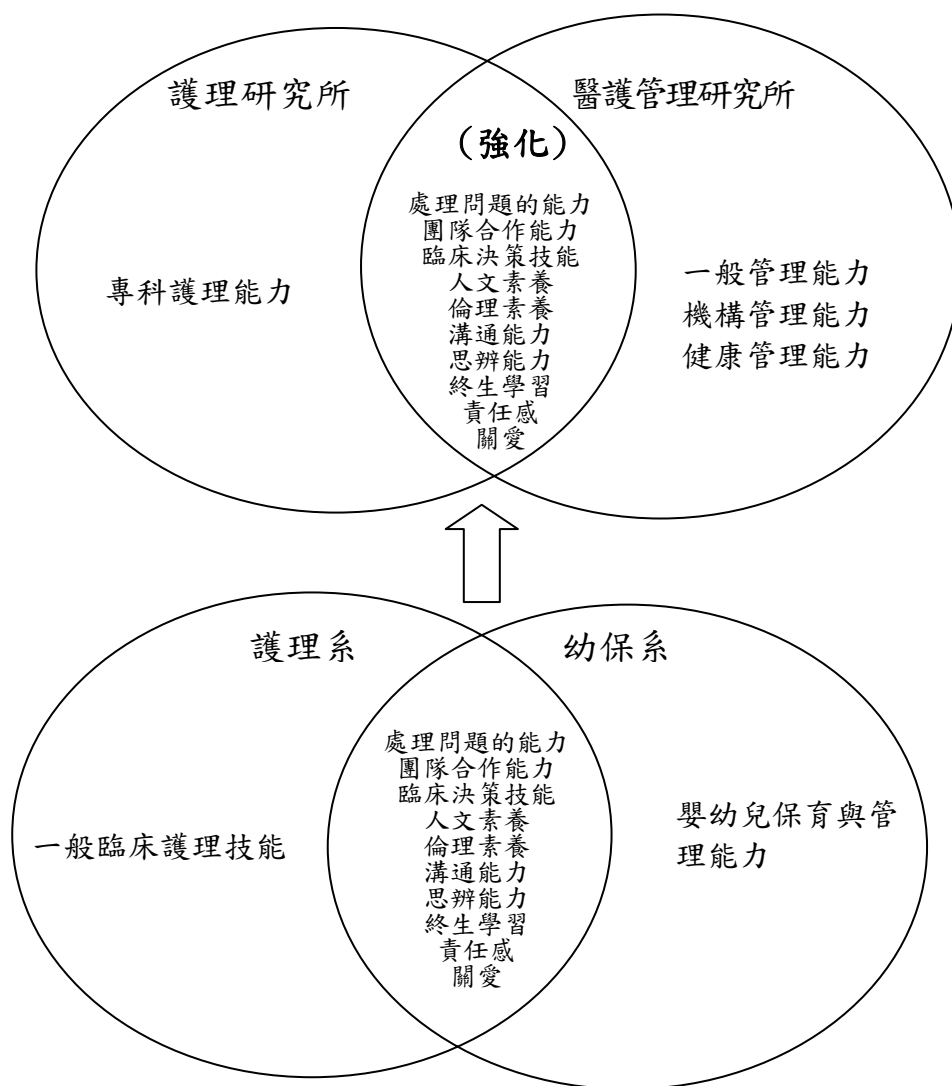 護理研究所
醫護管理研究所
(強化)
處理問題的能力
團隊合作能力
臨床決策技能
人文素養
倫理素養
溝通能力
思辨能力
終生學習
責任感
關愛
專科護理能力
一般管理能力
機構管理能力
健康管理能力
護理系
幼保系
處理問題的能力
團隊合作能力
臨床決策技能
人文素養
倫理素養
溝通能力
思辨能力
終生學習
責任感
關愛
一般臨床護理技能
嬰幼兒保育與管
理能力